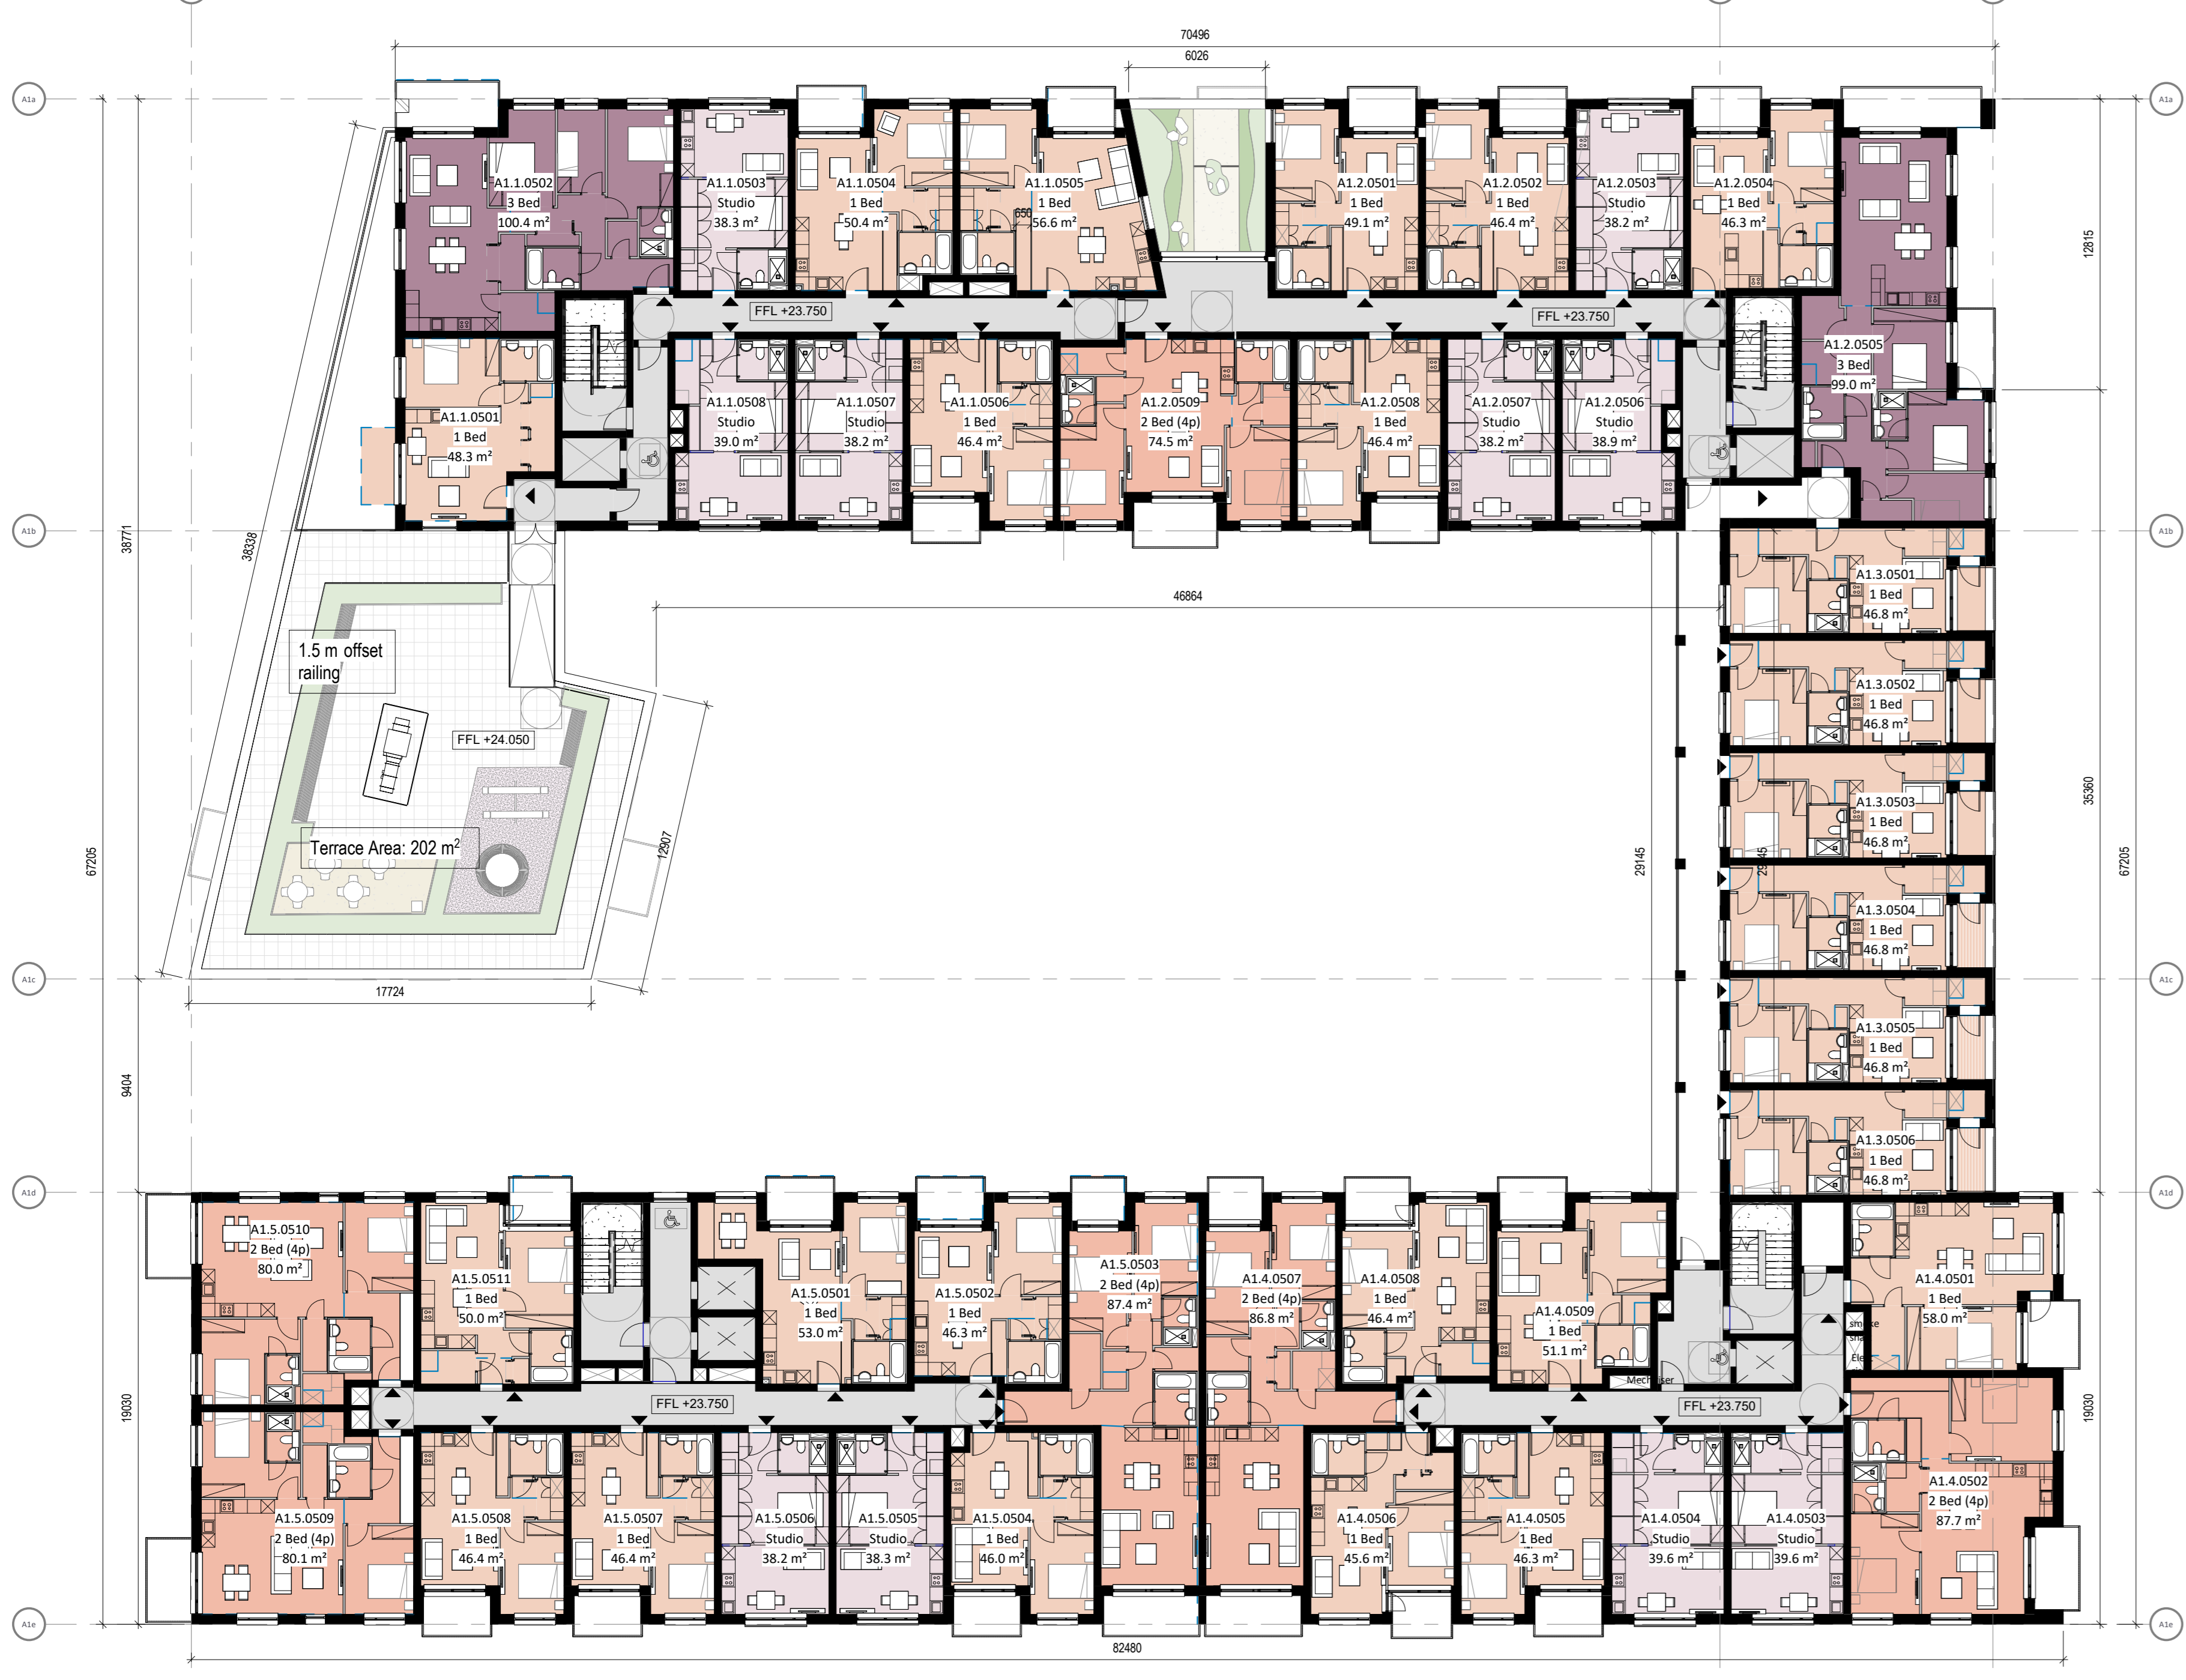 70496
6026
A1a
A1a
A1.1.0502
3 Bed
100.4 m²
A1.1.0503
Studio
38.3 m²
A1.1.0504
1 Bed
50.4 m²
A1.1.0505
1 Bed
56.6 m²
650
A1.2.0501
1 Bed
49.1 m²
A1.2.0502
1 Bed
46.4 m²
A1.2.0503
Studio
38.2 m²
A1.2.0504
1 Bed
46.3 m²
12815
FFL +23.750
FFL +23.750
A1.2.0505
3 Bed
99.0 m²
A1.1.0501
1 Bed
48.3 m²
A1.1.0508
Studio
39.0 m²
A1.1.0507
Studio
38.2 m²
A1.1.0506
1 Bed
46.4 m²
A1.2.0509
2 Bed (4p)
74.5 m²
A1.2.0508
1 Bed
46.4 m²
A1.2.0507
Studio
38.2 m²
A1.2.0506
Studio
38.9 m²
A1b
A1b
38771
38338
46864
A1.3.0501
1 Bed
46.8 m²
1.5 m offset
railing
A1.3.0502
1 Bed
46.8 m²
FFL +24.050
A1.3.0503
1 Bed
46.8 m²
35360
Terrace Area: 202 m²
12907
67205
29145
29145
67205
A1.3.0504
1 Bed
46.8 m²
A1c
A1c
17724
A1.3.0505
1 Bed
46.8 m²
9404
A1.3.0506
1 Bed
46.8 m²
A1d
A1d
A1.5.0510
2 Bed (4p)
80.0 m²
A1.5.0511
1 Bed
50.0 m²
A1.5.0501
1 Bed
53.0 m²
A1.5.0502
1 Bed
46.3 m²
A1.5.0503
2 Bed (4p)
87.4 m²
A1.4.0507
2 Bed (4p)
86.8 m²
A1.4.0508
1 Bed
46.4 m²
A1.4.0509
1 Bed
51.1 m²
A1.4.0501
1 Bed
58.0 m²
smoke
19030
FFL +23.750
FFL +23.750
19030
A1.5.0509
2 Bed (4p)
80.1 m²
A1.5.0508
1 Bed
46.4 m²
A1.5.0507
1 Bed
46.4 m²
A1.5.0506
Studio
38.2 m²
A1.5.0505
Studio
38.3 m²
A1.5.0504
1 Bed
46.0 m²
A1.4.0506
1 Bed
45.6 m²
A1.4.0505
1 Bed
46.3 m²
A1.4.0504
Studio
39.6 m²
A1.4.0503
Studio
39.6 m²
A1.4.0502
2 Bed (4p)
87.7 m²
A1e
A1e
82480